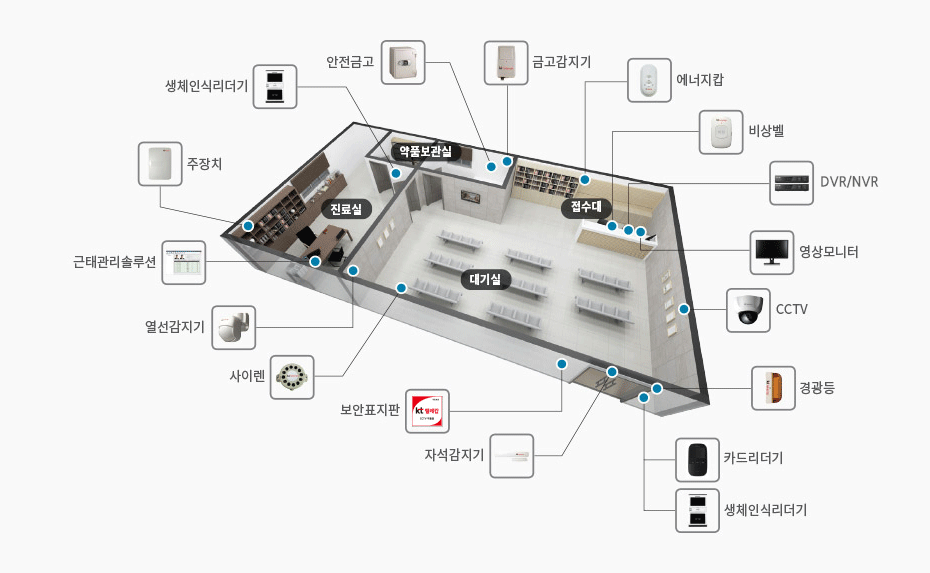 안전금고
금고감지기
생체인식리더기
에너지캅
비상벨
약품보관실
주장치
DVR/NVR
진료실
접수대
영상모니터
근태관리솔루션
대기실
CCTV
열선감지기
사이렌
경광등
보안표지판
kt 텔레캅
자석감지기
카드리더기
생체인식리더기